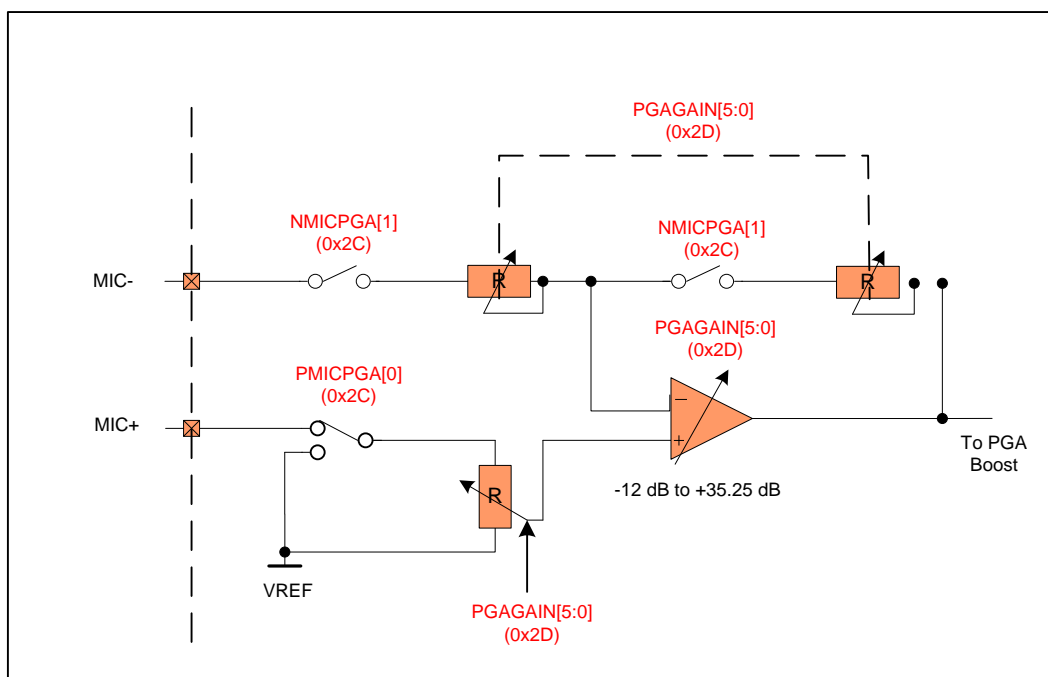 PGAGAIN[5:0]
(0x2D)
NMICPGA[1]
(0x2C)
NMICPGA[1]
(0x2C)
MIC-
R
R
PGAGAIN[5:0]
(0x2D)
PMICPGA[0]
(0x2C)
MIC+
−
+
To PGA
Boost
R
-12 dB to +35.25 dB
VREF
PGAGAIN[5:0]
(0x2D)